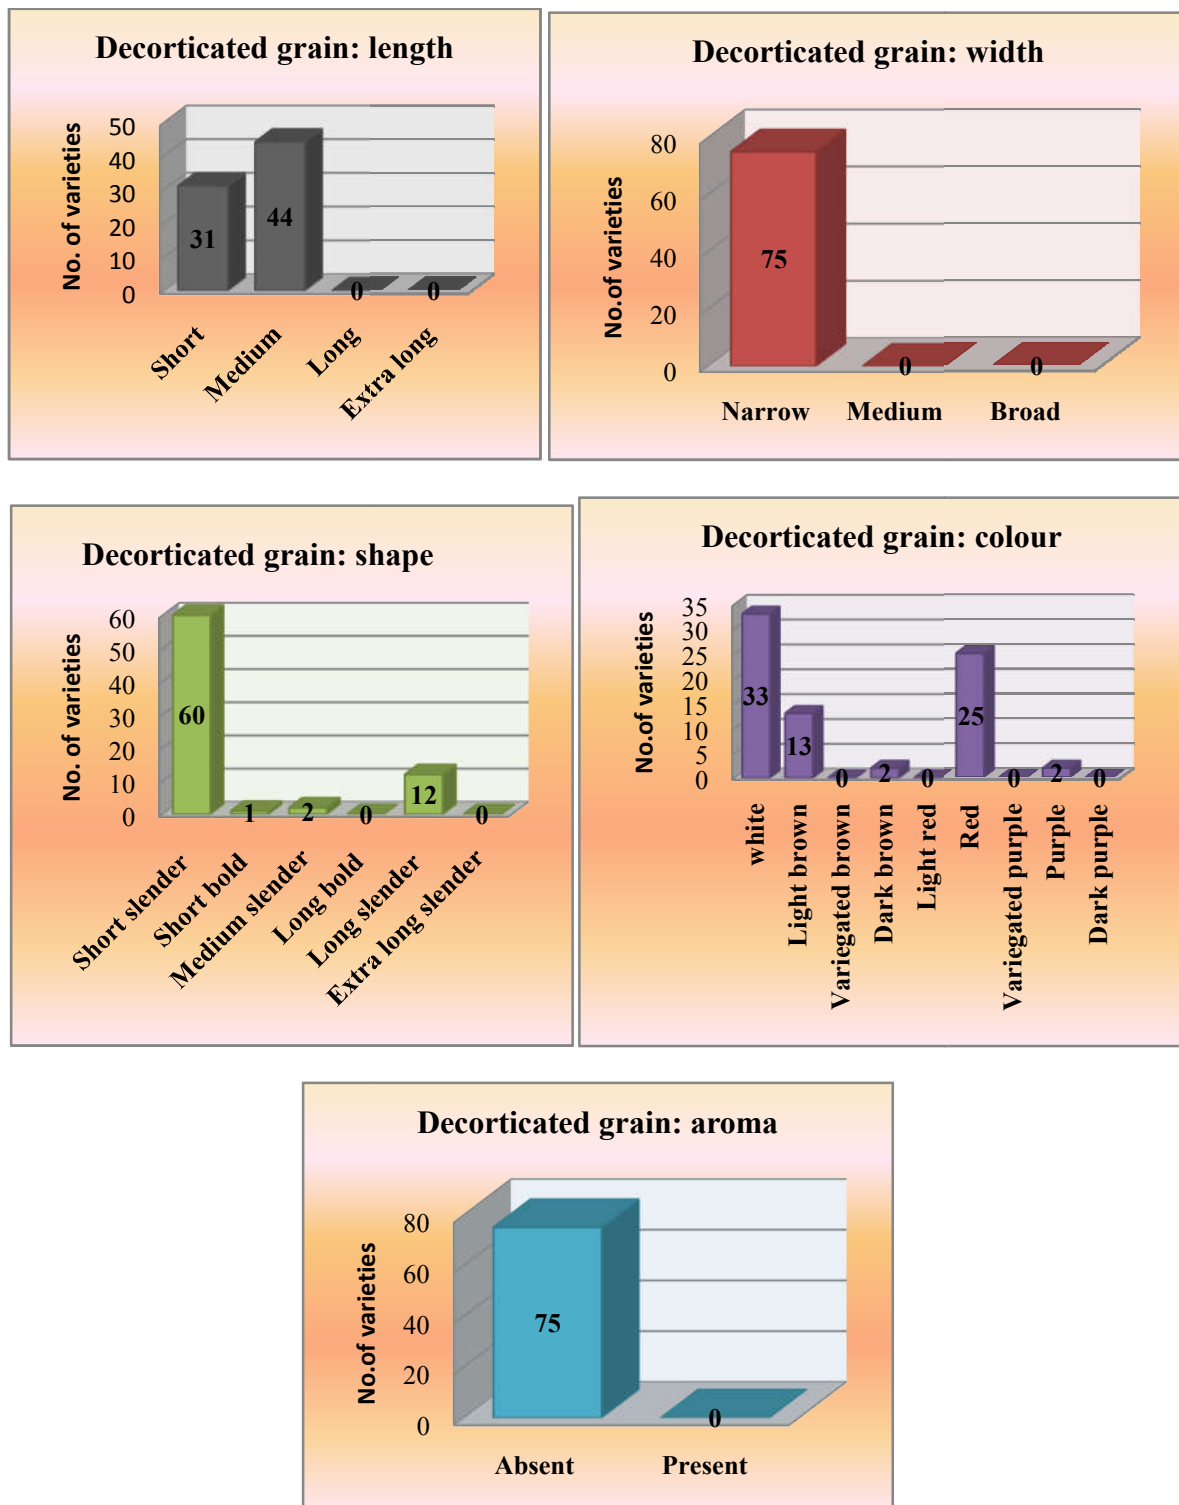 Decorticated grain: length
No. of varieties
50
40
30
20
10
0
31
44
0
0
Short
Medium
Long
Extra long
Decorticated grain: width
No.of varieties
80
60
40
20
0
75
0
0
Narrow
Medium
Broad
Decorticated grain: shape
No. of varieties
60
50
40
30
20
10
0
60
1
2
0
12
0
Short slender
Short bold
Medium slender
Long bold
Long slender
Extra long slender
Decorticated grain: colour
No.of varieties
35
30
25
20
15
10
5
0
33
13
0
2
0
25
0
2
0
white
Light brown
Variegated brown
Dark brown
Light red
Red
Variegated purple
Purple
Dark purple
Decorticated grain: aroma
No.of varieties
80
60
40
20
0
75
0
Absent
Present